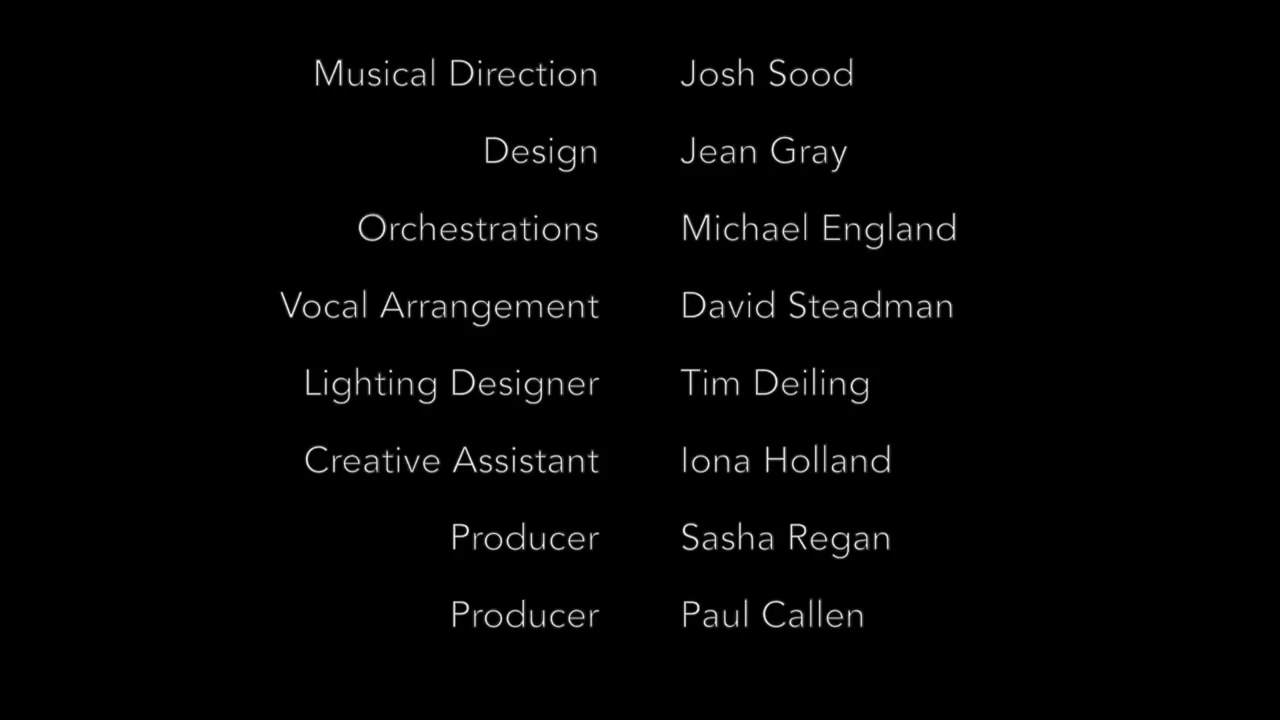 Musical Direction Josh Sood
Design Jean Gray
Orchestrations Michael England
Vocal Arrangement David Steadman
Lighting Designer Tim Deiling
Creative Assistant Iona Holland
Producer Sasha Regan
Producer Paul Callen